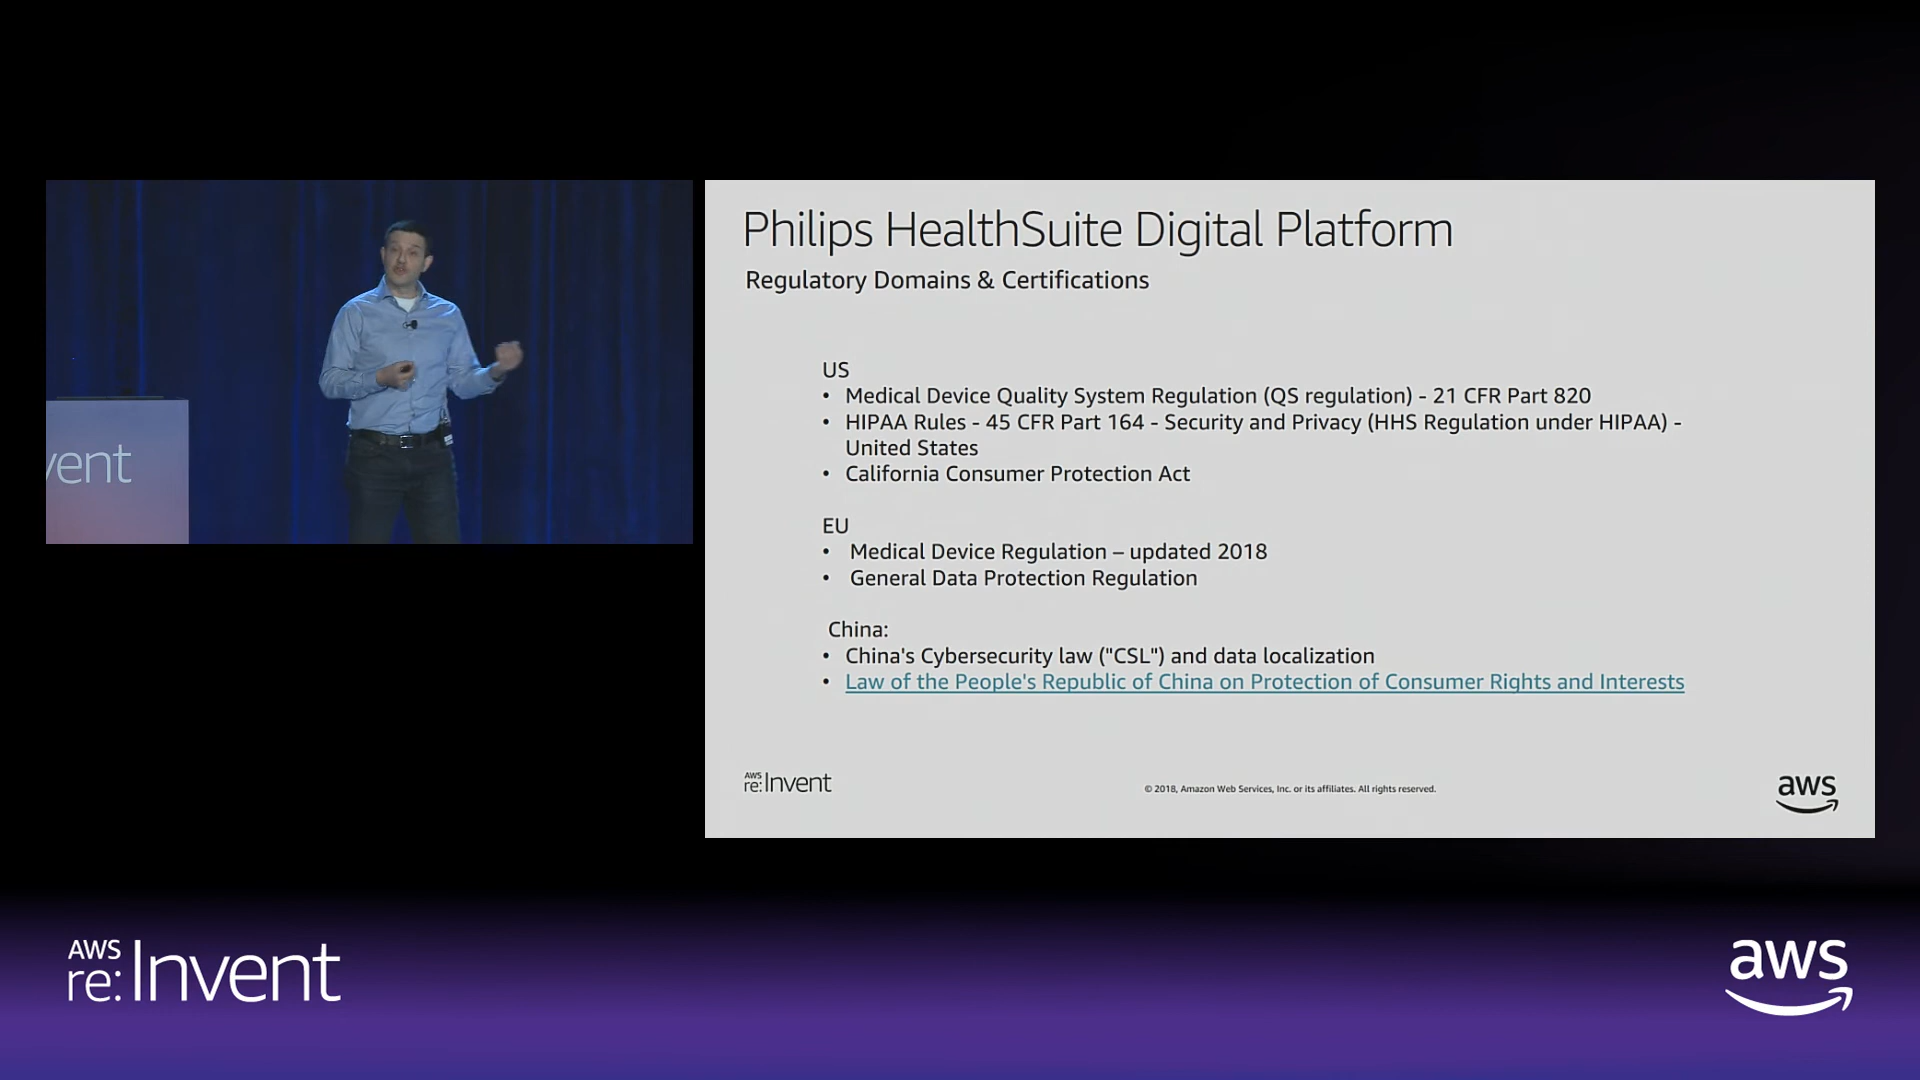 vent
Philips HealthSuite Digital Platform
Regulatory Domains & Certifications
US
• Medical Device Quality System Regulation (QS regulation) - 21 CFR Part 820
• HIPAA Rules - 45 CFR Part 164 - Security and Privacy (HHS Regulation under HIPAA) -
United States
• California Consumer Protection Act
EU
• Medical Device Regulation – updated 2018
• General Data Protection Regulation
China:
• China's Cybersecurity law ("CSL") and data localization
• Law of the People's Republic of China on Protection of Consumer Rights and Interests
AWS
re:Invent
© 2018, Amazon Web Services, Inc. or its affiliates. All rights reserved.
aws
AWS
re:Invent
aws